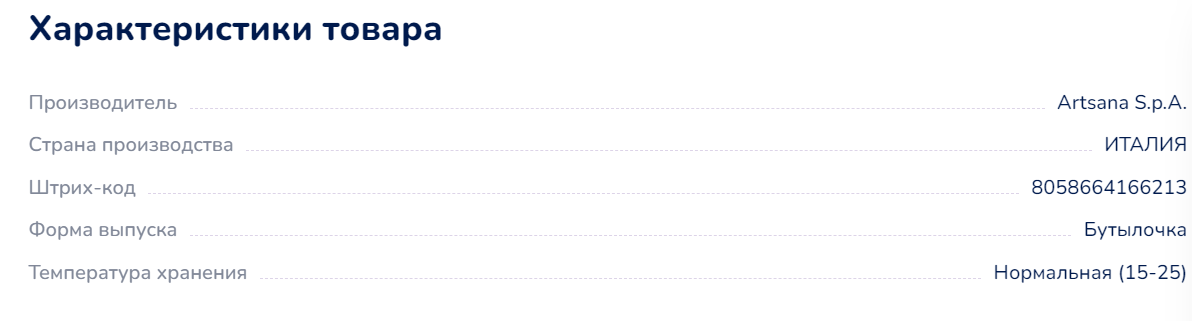 Характеристики товара
Производитель Artsana S.p.A.
Страна производства ИТАЛИЯ
Штрих-код 8058664166213
Форма выпуска Бутылочка
Температура хранения Нормальная (15-25)